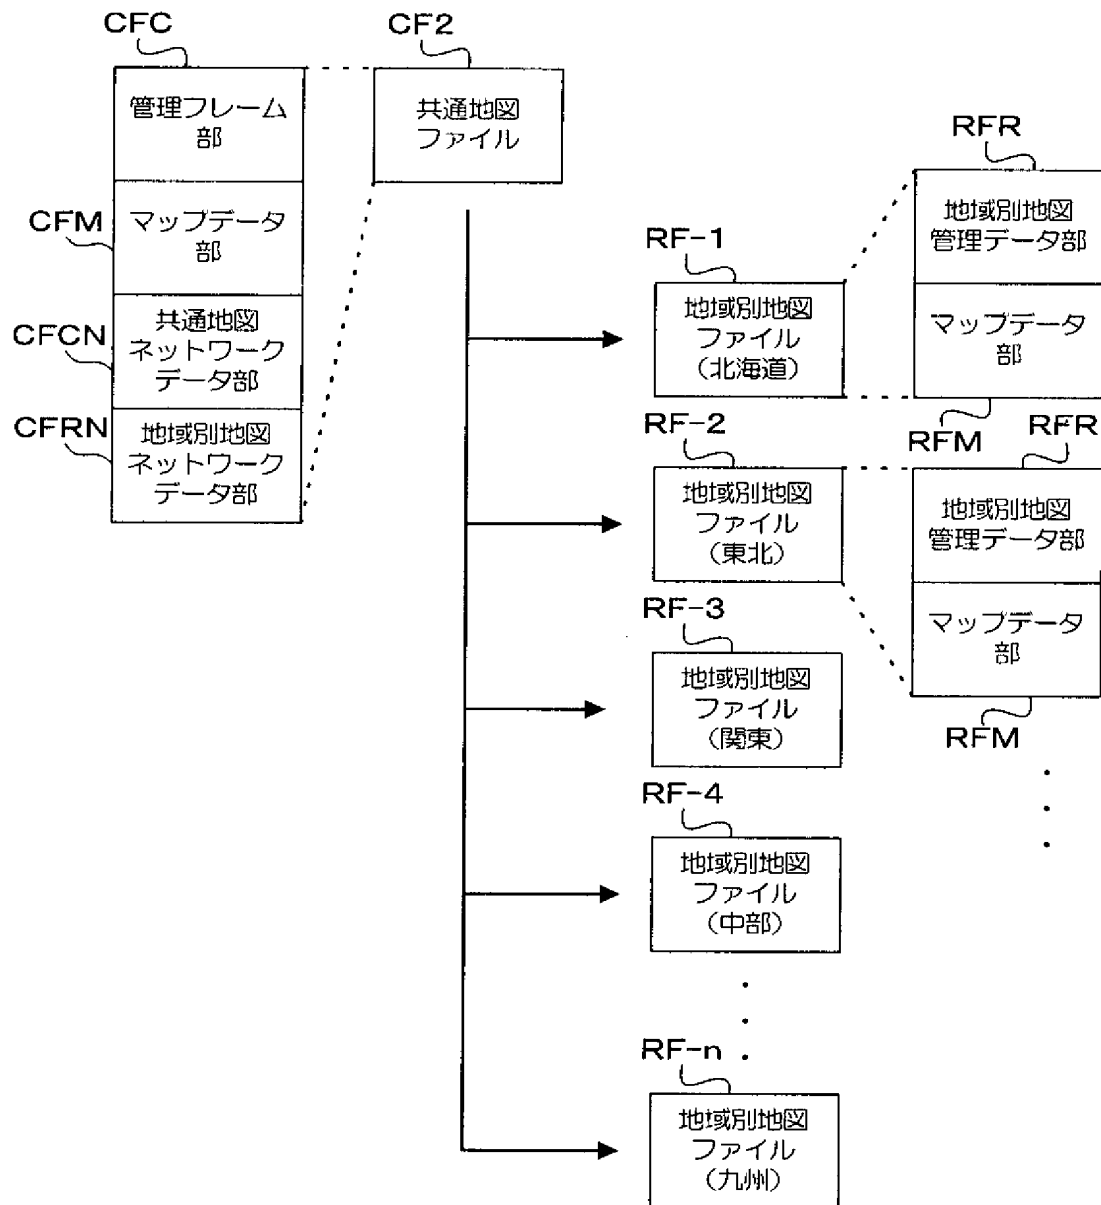 CFC
管理フレーム
部
CFM
マップデータ
部
CFCN
共通地図
ネットワーク
データ部
CFRN
地域別地図
ネットワーク
データ部
CF2
共通地図
ファイル
RF-1
地域別地図
ファイル
(北海道)
RFR
地域別地図
管理データ部
マップデータ
部
RFM
RF-2
地域別地図
ファイル
(東北)
RFR
地域別地図
管理データ部
マップデータ
部
RFM
RF-3
地域別地図
ファイル
(関東)
RF-4
地域別地図
ファイル
(中部)
RF-n
地域別地図
ファイル
(九州)